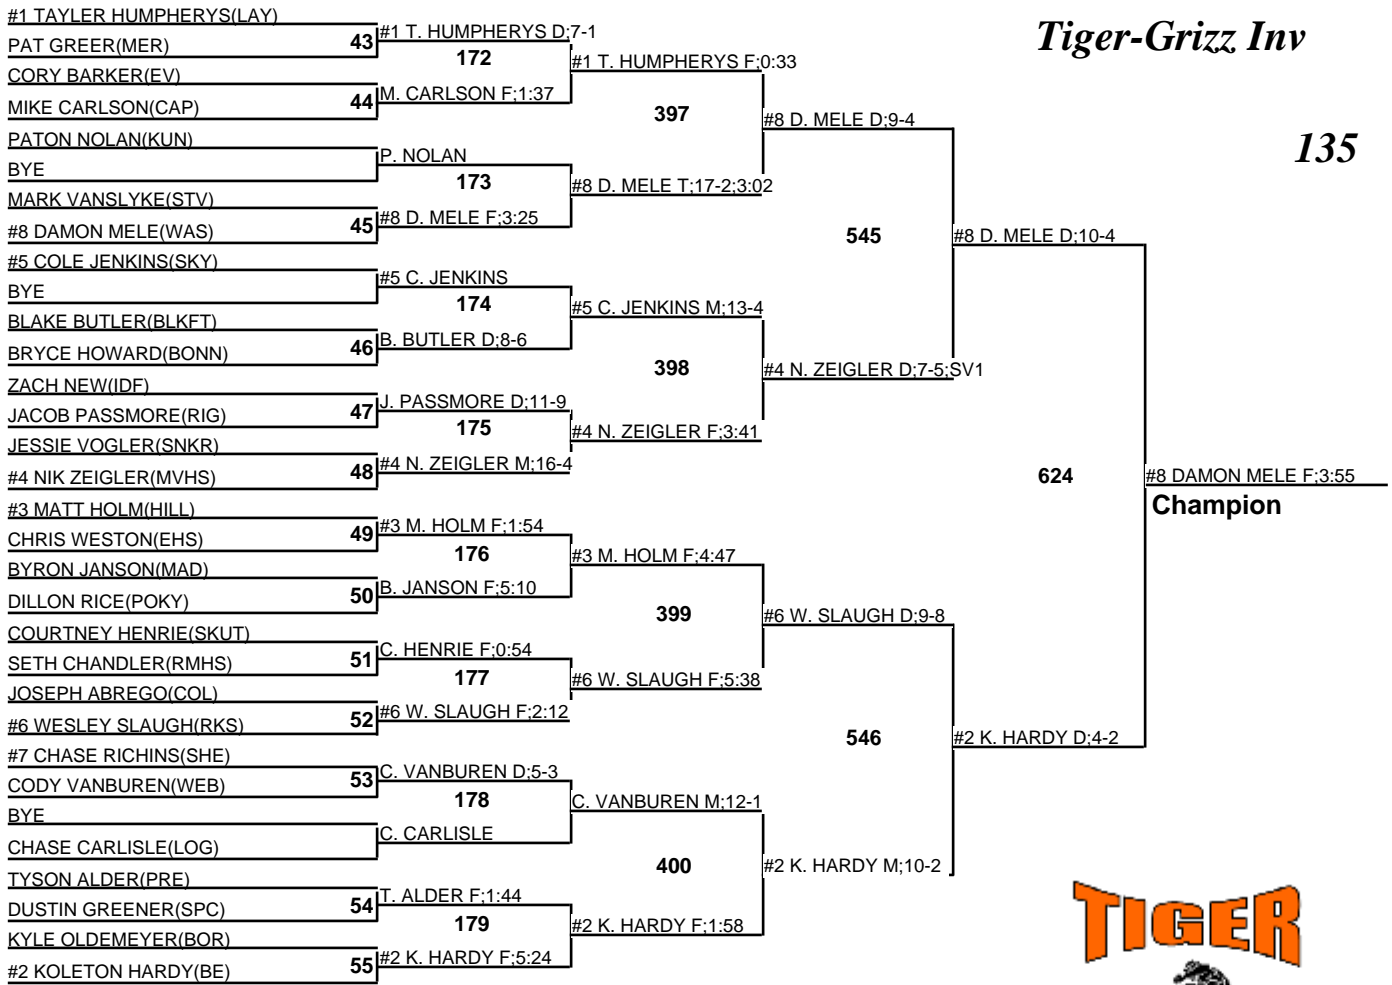 Tiger-Grizz Inv
135
#1 TAYLER HUMPHERYS(LAY)
PAT GREER(MER)
CORY BARKER(EV)
MIKE CARLSON(CAP)
PATON NOLAN(KUN)
BYE
MARK VANSLYKE(STV)
#8 DAMON MELE(WAS)
#5 COLE JENKINS(SKY)
BYE
BLAKE BUTLER(BLKFT)
BRYCE HOWARD(BONN)
ZACH NEW(IDF)
JACOB PASSMORE(RIG)
JESSIE VOGLER(SNKR)
#4 NIK ZEIGLER(MVHS)
#3 MATT HOLM(HILL)
CHRIS WESTON(EHS)
BYRON JANSON(MAD)
DILLON RICE(POKY)
COURTNEY HENRIE(SKUT)
SETH CHANDLER(RMHS)
JOSEPH ABREGO(COL)
#6 WESLEY SLAUGH(RKS)
#7 CHASE RICHINS(SHE)
CODY VANBUREN(WEB)
BYE
CHASE CARLISLE(LOG)
TYSON ALDER(PRE)
DUSTIN GREENER(SPC)
KYLE OLDEMEYER(BOR)
#2 KOLETON HARDY(BE)
43
44
45
46
47
48
49
50
51
52
53
54
55
#1 T. HUMPHERYS D;7-1
172
M. CARLSON F;1:37
P. NOLAN
173
#8 D. MELE F;3:25
#5 C. JENKINS
174
B. BUTLER D;8-6
J. PASSMORE D;11-9
175
#4 N. ZEIGLER M;16-4
#3 M. HOLM F;1:54
176
B. JANSON F;5:10
C. HENRIE F;0:54
177
#6 W. SLAUGH F;2:12
C. VANBUREN D;5-3
178
C. CARLISLE
T. ALDER F;1:44
179
#2 K. HARDY F;5:24
#1 T. HUMPHERYS F;0:33
397
#8 D. MELE T;17-2;3:02
#5 C. JENKINS M;13-4
398
#4 N. ZEIGLER F;3:41
#3 M. HOLM F;4:47
399
#6 W. SLAUGH F;5:38
C. VANBUREN M;12-1
400
#2 K. HARDY F;1:58
#8 D. MELE D;9-4
545
#4 N. ZEIGLER D;7-5;SV1
#6 W. SLAUGH D;9-8
546
#2 K. HARDY M;10-2
#8 D. MELE D;10-4
624
#2 K. HARDY D;4-2
#8 DAMON MELE F;3:55
Champion
TIGER